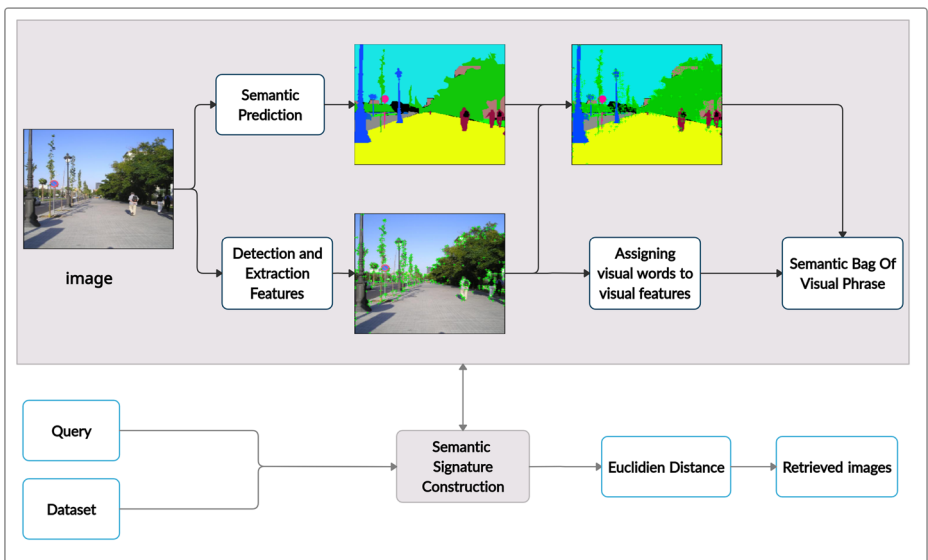 Semantic
Prediction
image
Detection and
Extraction
Features
Assigning
visual words to
visual features
Semantic Bag Of
Visual Phrase
Query
Dataset
Semantic
Signature
Construction
Euclidien Distance
Retrieved images